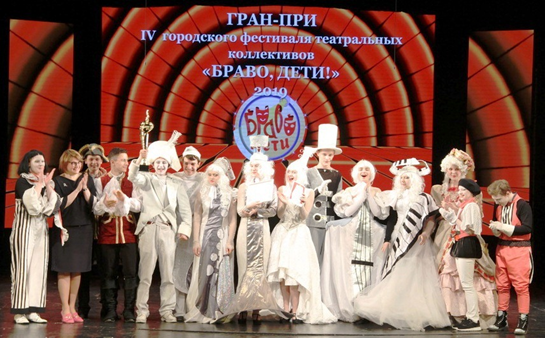 ГРАН-ПРИ
IV городского фестиваля театральных
коллективов
«БРАВО, ДЕТИ!»
2019
Браво
дети